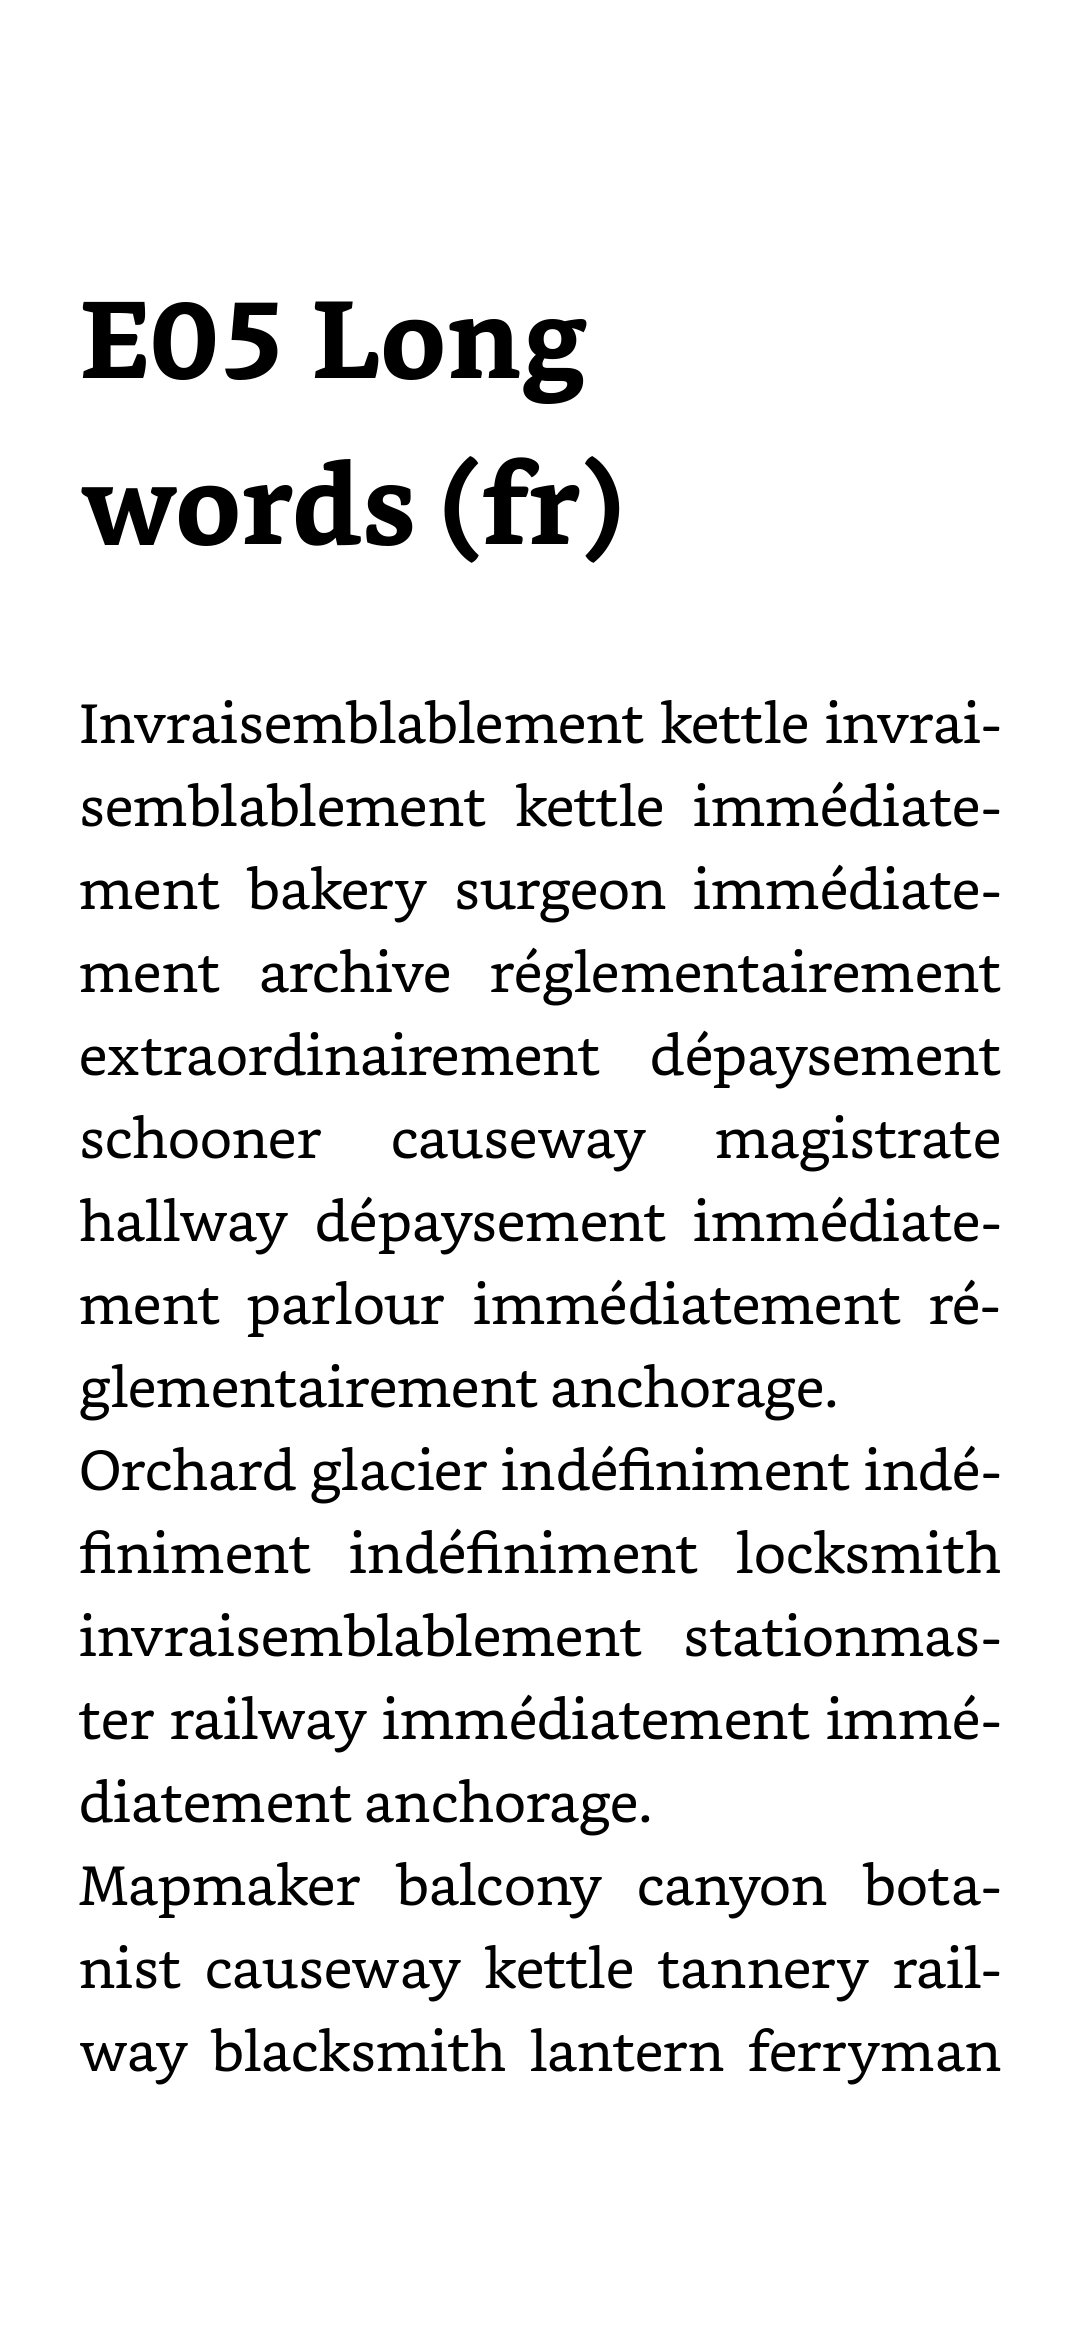 E05 Long
words (fr)
Invraisemblablement kettle invrai-
semblablement kettle immédiate-
ment bakery surgeon immédiate-
ment archive réglementairement
extraordinairement dépaysement
schooner causeway magistrate
hallway dépaysement immédiate-
ment parlour immédiatement ré-
glementairement anchorage.
Orchard glacier indéfiniment indé-
finiment indéfiniment locksmith
invraisemblablement stationmas-
ter railway immédiatement immé-
diatement anchorage.
Mapmaker balcony canyon bota-
nist causeway kettle tannery rail-
way blacksmith lantern ferryman